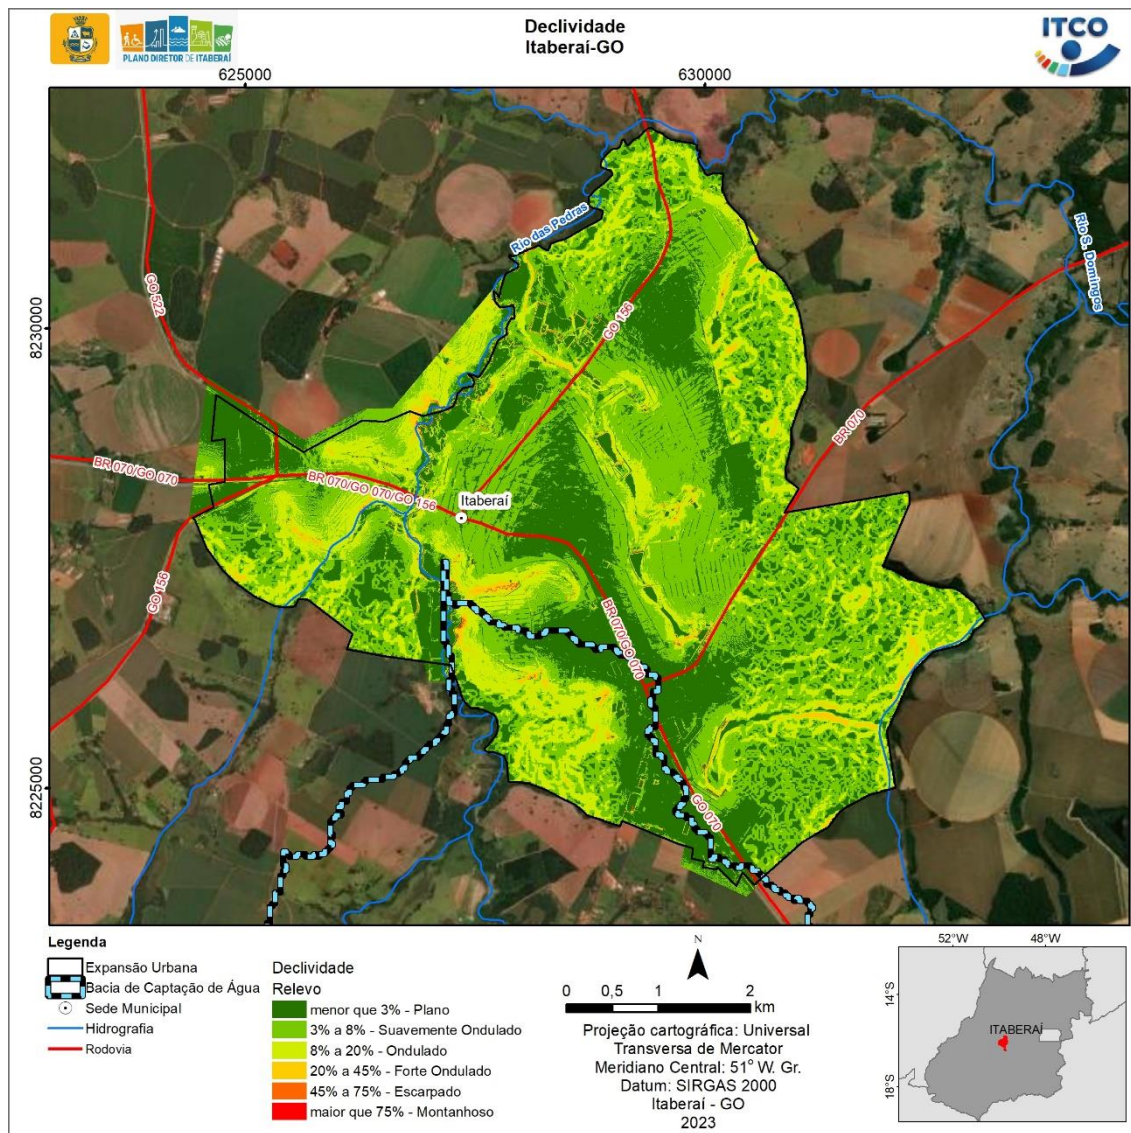 Declividade
Itaberaí-GO
PLANO DIRETOR DE ITABERAÍ
ITCO
625000
630000
8230000
8225000
Rio das Pedras
Rio S. Domingos
GO 522
GO 156
BR 070
BR 070/GO 070
BR 070/GO 070/GO 156
Itaberaí
GO 156
BR 070/GO 070
GO 070
Legenda
Expansão Urbana
Bacia de Captação de Água
Sede Municipal
Hidrografia
Rodovia
Declividade
Relevo
menor que 3% - Plano
3% a 8% - Suavemente Ondulado
8% a 20% - Ondulado
20% a 45% - Forte Ondulado
45% a 75% - Escarpado
maior que 75% - Montanhoso
N
0 0,5 1 2
km
Projeção cartográfica: Universal
Transversa de Mercator
Meridiano Central: 51° W. Gr.
Datum: SIRGAS 2000
Itaberaí - GO
2023
52°W 48°W
14°S
18°S
ITABERAÍ